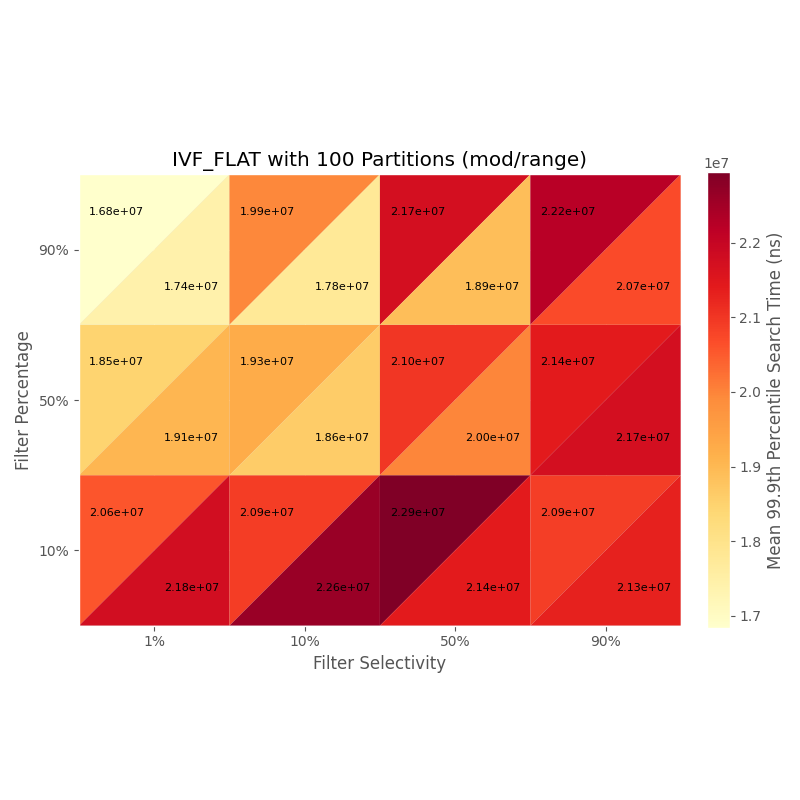 IVF_FLAT with 100 Partitions (mod/range)
1e7
1.68e+07 1.99e+07 2.17e+07 2.22e+07
90%
1.74e+07 1.78e+07 1.89e+07 2.07e+07
1.85e+07 1.93e+07 2.10e+07 2.14e+07
50%
1.91e+07 1.86e+07 2.00e+07 2.17e+07
2.06e+07 2.09e+07 2.29e+07 2.09e+07
10%
2.18e+07 2.26e+07 2.14e+07 2.13e+07
1% 10% 50% 90%
Filter Selectivity
Filter Percentage
2.2
2.1
2.0
1.9
1.8
1.7
Mean 99.9th Percentile Search Time (ns)